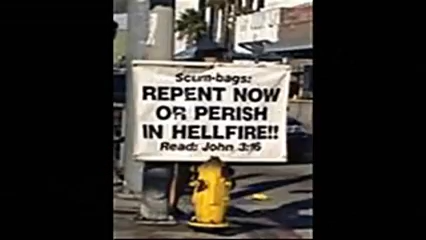 Scum-bags:
REPENT NOW
OR PERISH
IN HELLFIRE!!
Read: John 3:16